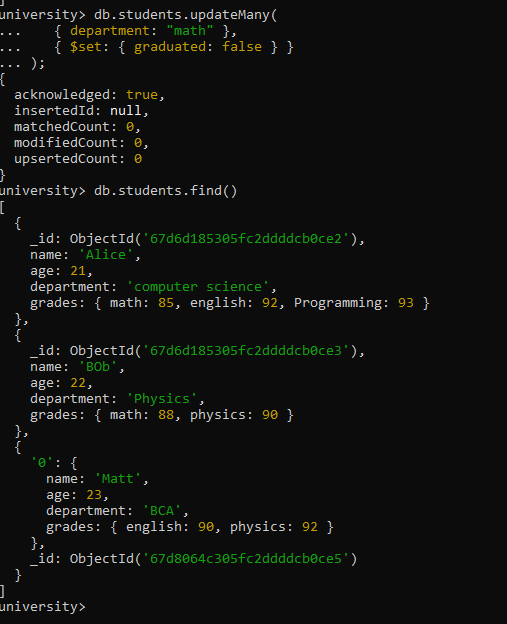 ]
university> db.students.updateMany(
...     { department: "math" },
...     { $set: { graduated: false } }
... );
{
  acknowledged: true,
  insertedId: null,
  matchedCount: 0,
  modifiedCount: 0,
  upsertedCount: 0
}
university> db.students.find()
[
  {
    _id: ObjectId('67d6d185305fc2ddddcb0ce2'),
    name: 'Alice',
    age: 21,
    department: 'computer science',
    grades: { math: 85, english: 92, Programming: 93 }
  },
  {
    _id: ObjectId('67d6d185305fc2ddddcb0ce3'),
    name: 'BOb',
    age: 22,
    department: 'Physics',
    grades: { math: 88, physics: 90 }
  },
  {
    '0': {
      name: 'Matt',
      age: 23,
      department: 'BCA',
      grades: { english: 90, physics: 92 }
    },
    _id: ObjectId('67d8064c305fc2ddddcb0ce5')
  }
]
university>